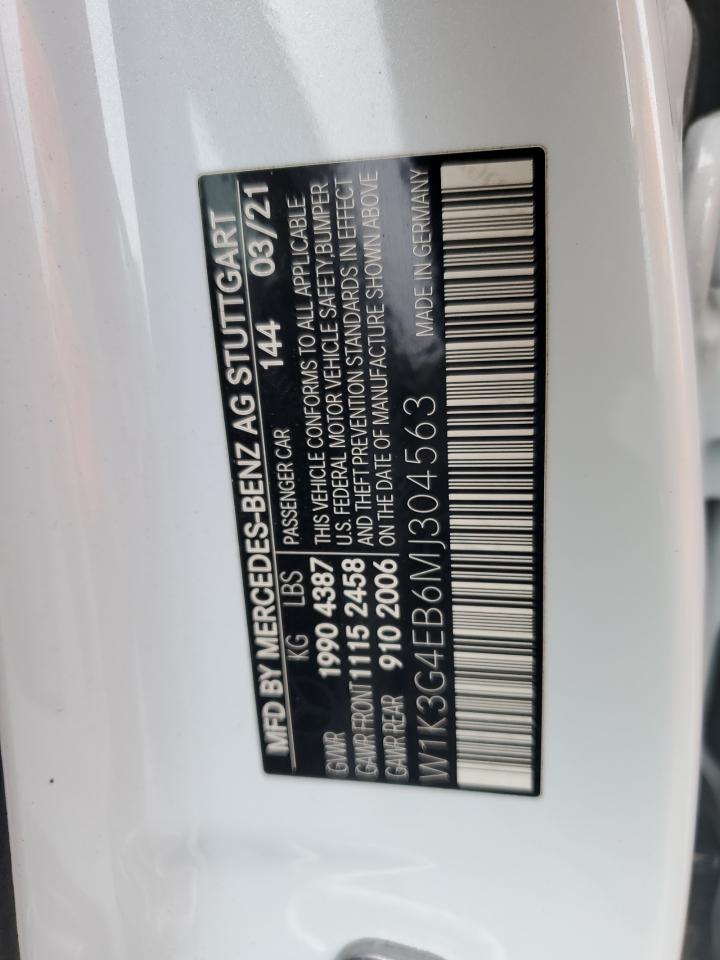 MFD BY MERCEDES-BENZ AG STUTTGART
KG LBS 144 03/21
PASSENGER CAR
GVWR 1990 4387 THIS VEHICLE CONFORMS TO ALL APPLICABLE
U.S. FEDERAL MOTOR VEHICLE SAFETY,BUMPER
GAWR FRONT 1115 2458 AND THEFT PREVENTION STANDARDS IN EFFECT
GAWR REAR 910 2006 ON THE DATE OF MANUFACTURE SHOWN ABOVE
W1K3G4EB6MJ304563 MADE IN GERMANY